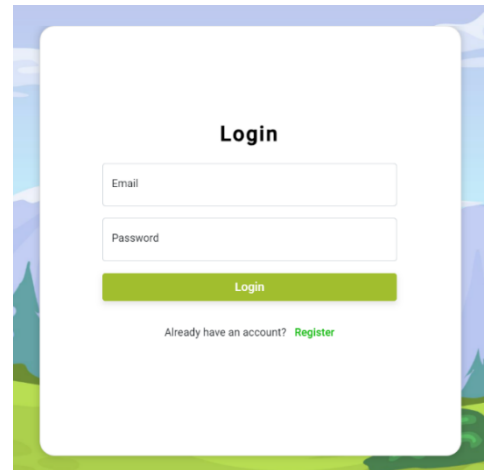 Login
Email
Password
Login
Already have an account? Register